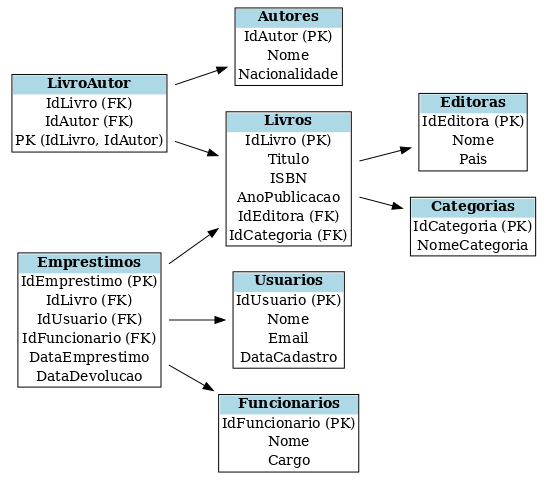 Autores
IdAutor (PK)
Nome
Nacionalidade
LivroAutor
IdLivro (FK)
IdAutor (FK)
PK (IdLivro, IdAutor)
Livros
IdLivro (PK)
Titulo
ISBN
AnoPublicacao
IdEditora (FK)
IdCategoria (FK)
Editoras
IdEditora (PK)
Nome
Pais
Categorias
IdCategoria (PK)
NomeCategoria
Emprestimos
IdEmprestimo (PK)
IdLivro (FK)
IdUsuario (FK)
IdFuncionario (FK)
DataEmprestimo
DataDevolucao
Usuarios
IdUsuario (PK)
Nome
Email
DataCadastro
Funcionarios
IdFuncionario (PK)
Nome
Cargo